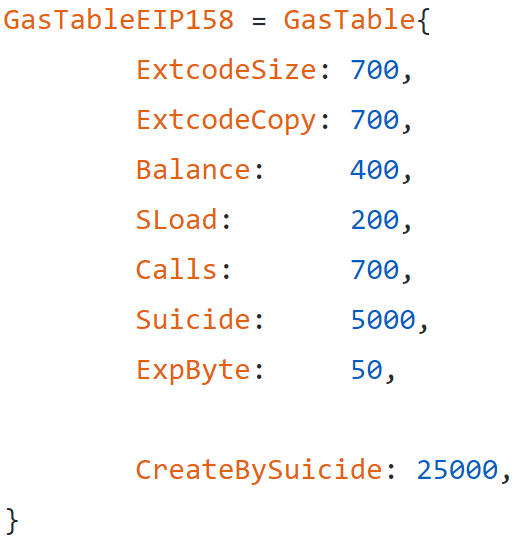 GasTableEIP158 = GasTable{
ExtcodeSize: 700,
ExtcodeCopy: 700,
Balance: 400,
SLoad: 200,
Calls: 700,
Suicide: 5000,
ExpByte: 50,
CreateBySuicide: 25000,
}